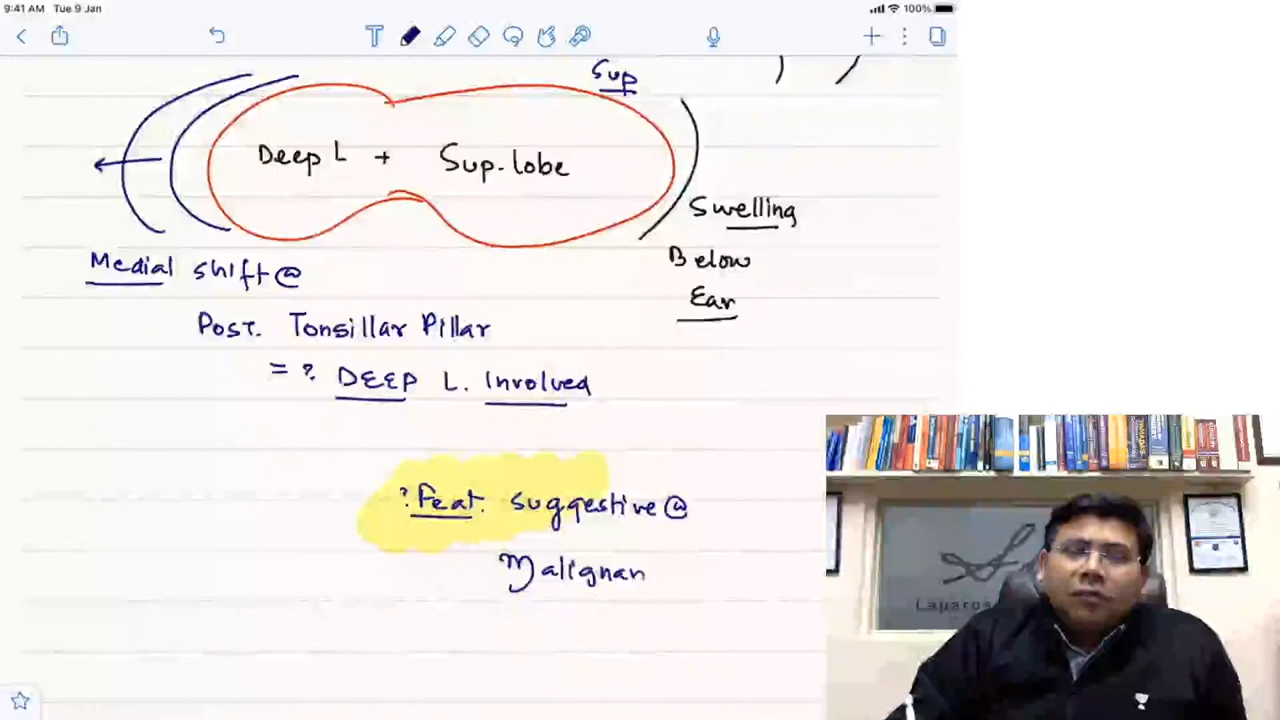 9:41 AM Tue 9 Jan
100%
Sup
Deep L + Sup-lobe
Swelling
Below
Ear
Medial shift@
Post. Tonsillar Pillar
= ? DEEP L. Involved
? Feat. suggestive @
Malignan
Laparos